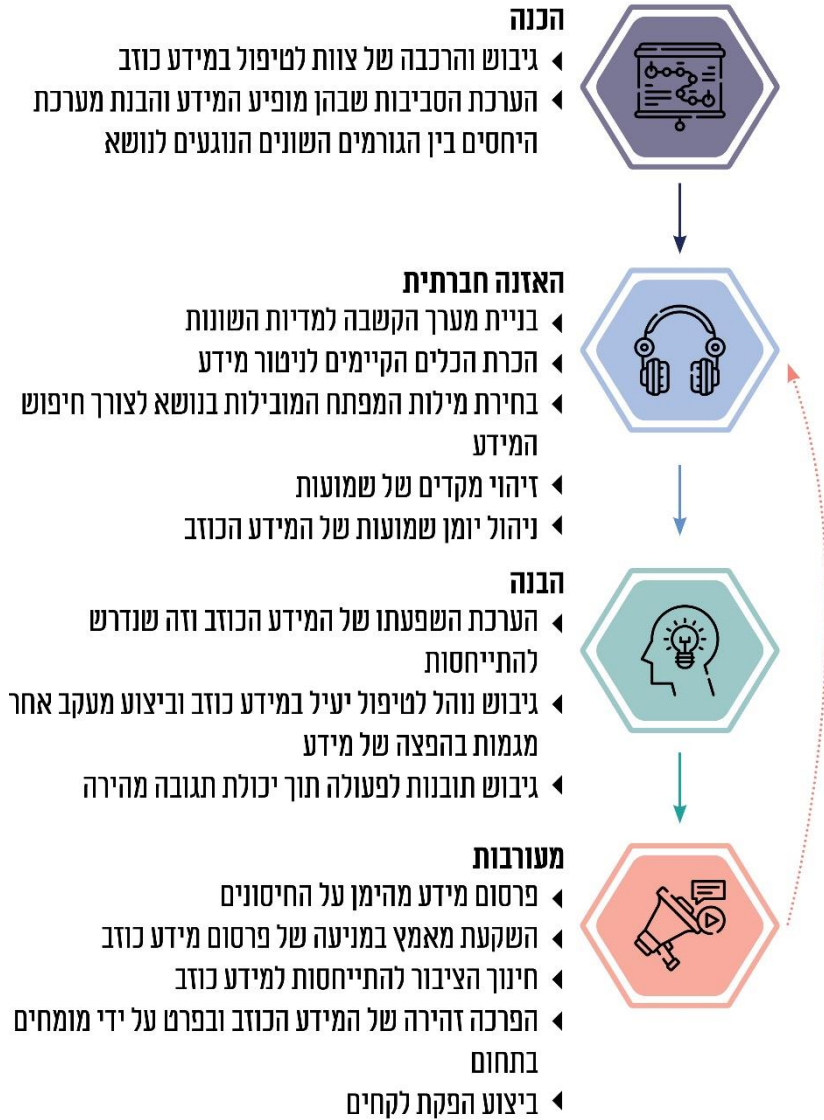 הכנה
גיבוש והרכבה של צוות לטיפול במידע כוזב
הערכת הסביבות שבהן מופיע המידע והבנת מערכת
היחסים בין הגורמים השונים הנוגעים לנושא
האזנה חברתית
בניית מערך הקשבה למדיות השונות
הכרת הכלים הקיימים לניטור מידע
בחירת מילות המפתח המובילות בנושא לצורך חיפוש
המידע
זיהוי מקדים של שמועות
ניהול יומן שמועות של המידע הכוזב
הבנה
הערכת השפעתו של המידע הכוזב וזה שנדרש
להתייחסות
גיבוש נוהל לטיפול יעיל במידע כוזב וביצוע מעקב אחר
מגמות בהפצה של מידע
גיבוש תובנות לפעולה תוך יכולת תגובה מהירה
מעורבות
פרסום מידע מהימן על החיסונים
השקעת מאמץ במניעה של פרסום מידע כוזב
חינוך הציבור להתייחסות למידע כוזב
הפרכה זהירה של המידע הכוזב ובפרט על ידי מומחים
בתחום
ביצוע הפקת לקחים